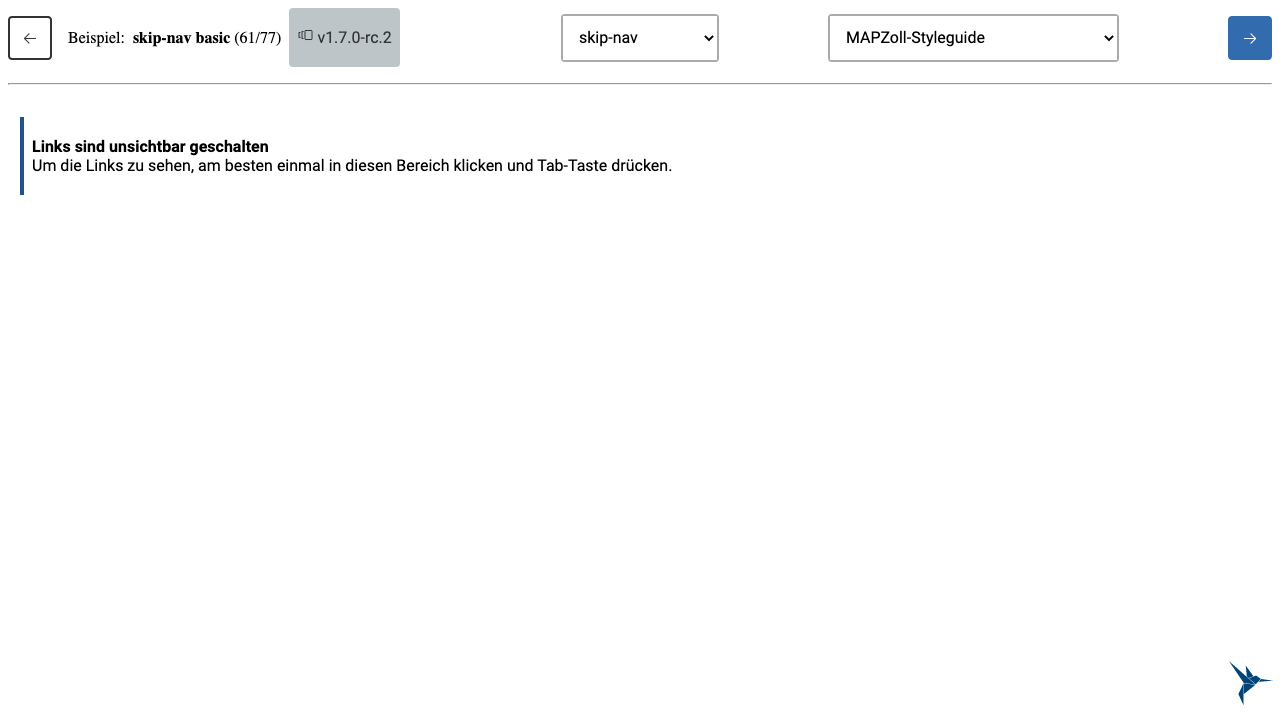 Beispiel: skip-nav basic (61/77) v1.7.0-rc.2 skip-nav MAPZoll-Styleguide
Links sind unsichtbar geschalten
Um die Links zu sehen, am besten einmal in diesen Bereich klicken und Tab-Taste drücken.